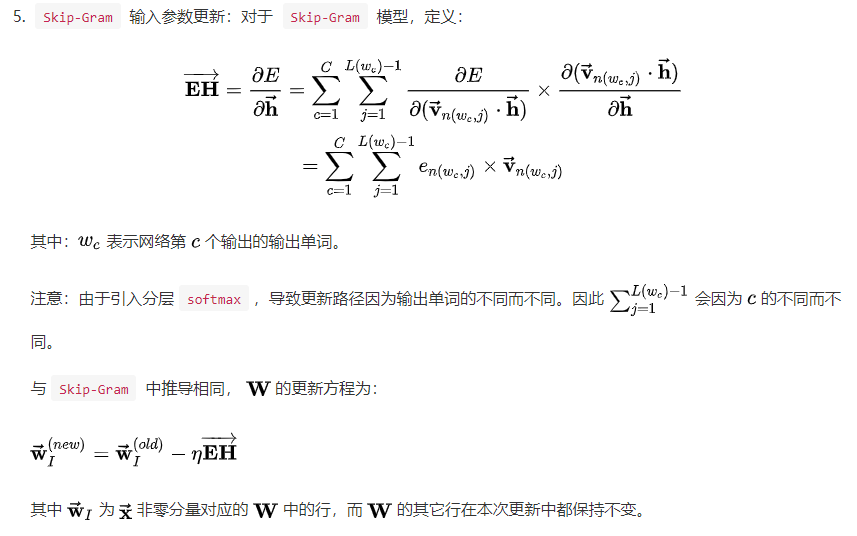 5. Skip-Gram 输入参数更新：对于 Skip-Gram 模型，定义：
$\overrightarrow{\mathbf{EH}} = \frac{\partial E}{\partial \vec{\mathbf{h}}} = \sum_{c=1}^{C} \sum_{j=1}^{L(w_c)-1} \frac{\partial E}{\partial (\vec{\mathbf{v}}_{n(w_c,j)} \cdot \vec{\mathbf{h}})} \times \frac{\partial (\vec{\mathbf{v}}_{n(w_c,j)} \cdot \vec{\mathbf{h}})}{\partial \vec{\mathbf{h}}}$
$= \sum_{c=1}^{C} \sum_{j=1}^{L(w_c)-1} e_{n(w_c,j)} \times \vec{\mathbf{v}}_{n(w_c,j)}$
其中：$w_c$ 表示网络第 $c$ 个输出的输出单词。
注意：由于引入分层 softmax ，导致更新路径因为输出单词的不同而不同。因此 $\sum_{j=1}^{L(w_c)-1}$ 会因为 $c$ 的不同而不
同。
与 Skip-Gram 中推导相同， $\mathbf{W}$ 的更新方程为：
$\vec{\mathbf{w}}_I^{(new)} = \vec{\mathbf{w}}_I^{(old)} - \eta \overrightarrow{\mathbf{EH}}$
其中 $\vec{\mathbf{w}}_I$ 为 $\vec{\mathbf{x}}$ 非零分量对应的 $\mathbf{W}$ 中的行，而 $\mathbf{W}$ 的其它行在本次更新中都保持不变。